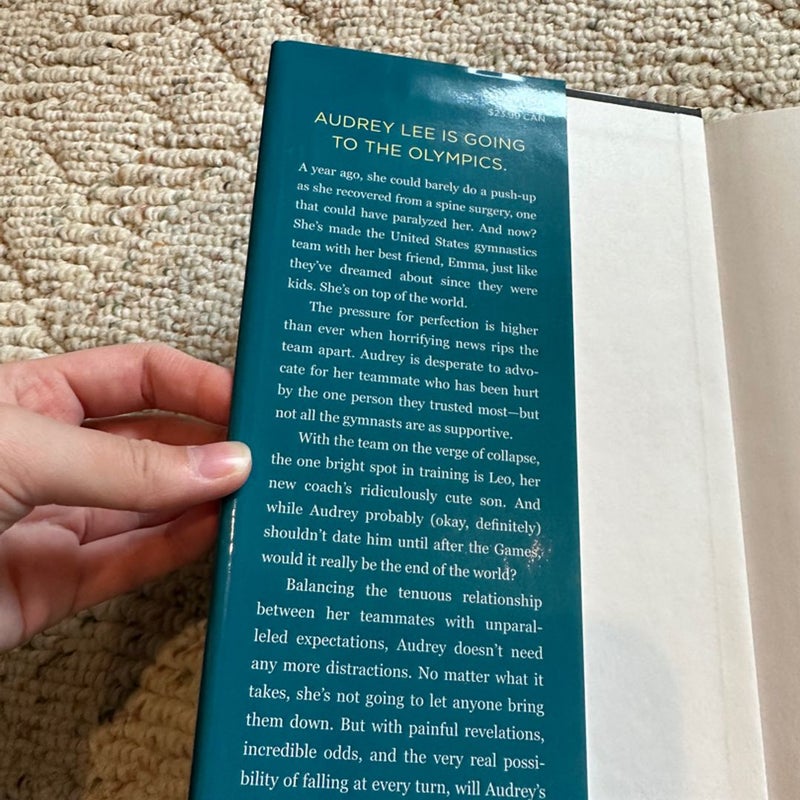 $23.90 CAN
AUDREY LEE IS GOING
TO THE OLYMPICS.
A year ago, she could barely do a push-up
as she recovered from a spine surgery, one
that could have paralyzed her. And now?
She's made the United States gymnastics
team with her best friend, Emma, just like
they've dreamed about since they were
kids. She's on top of the world.
The pressure for perfection is higher
than ever when horrifying news rips the
team apart. Audrey is desperate to advo-
cate for her teammate who has been hurt
by the one person they trusted most—but
not all the gymnasts are as supportive.
With the team on the verge of collapse,
the one bright spot in training is Leo, her
new coach's ridiculously cute son. And
while Audrey probably (okay, definitely)
shouldn't date him until after the Games,
would it really be the end of the world?
Balancing the tenuous relationship
between her teammates with unparal-
leled expectations, Audrey doesn't need
any more distractions. No matter what it
takes, she's not going to let anyone bring
them down. But with painful revelations,
incredible odds, and the very real possi-
bility of falling at every turn, will Audrey's